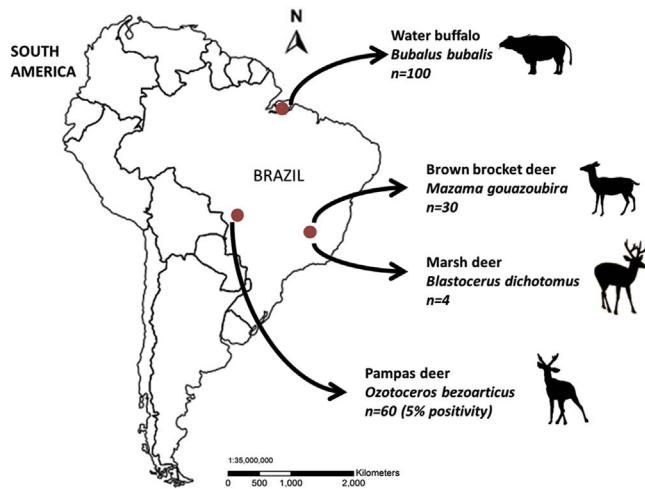 N
SOUTH
AMERICA
Water buffalo
Bubalus bubalis
n=100
BRAZIL
Brown brocket deer
Mazama gouazoubira
n=30
Marsh deer
Blastocerus dichotomus
n=4
Pampas deer
Ozotoceros bezoarticus
n=60 (5% positivity)
1:35,000,000
Kilometers
0 500 1,000 2,000